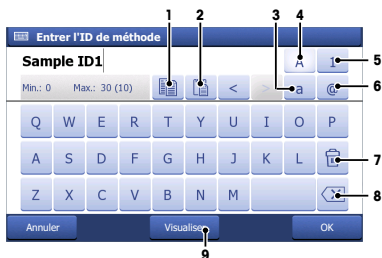 1 2 3 4
Entrer l'ID de méthode
Sample ID1 A 1 5
Min.: 0 Max.: 30 (10) < > a @ 6
Q W E R T Y U I O P
A S D F G H J K L 7
Z X C V B N M 8
Annuler Visualiser OK
9